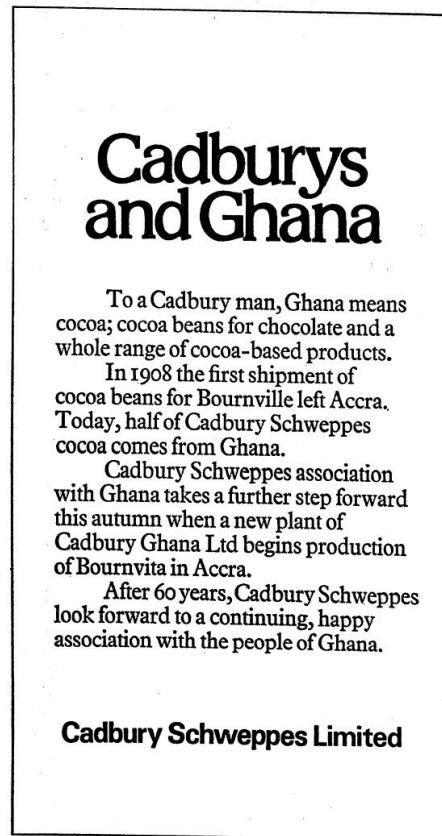 Cadburys
and Ghana
To a Cadbury man, Ghana means
cocoa; cocoa beans for chocolate and a
whole range of cocoa-based products.
In 1908 the first shipment of
cocoa beans for Bournville left Accra.
Today, half of Cadbury Schweppes
cocoa comes from Ghana.
Cadbury Schweppes association
with Ghana takes a further step forward
this autumn when a new plant of
Cadbury Ghana Ltd begins production
of Bournvita in Accra.
After 60 years, Cadbury Schweppes
look forward to a continuing, happy
association with the people of Ghana.
Cadbury Schweppes Limited